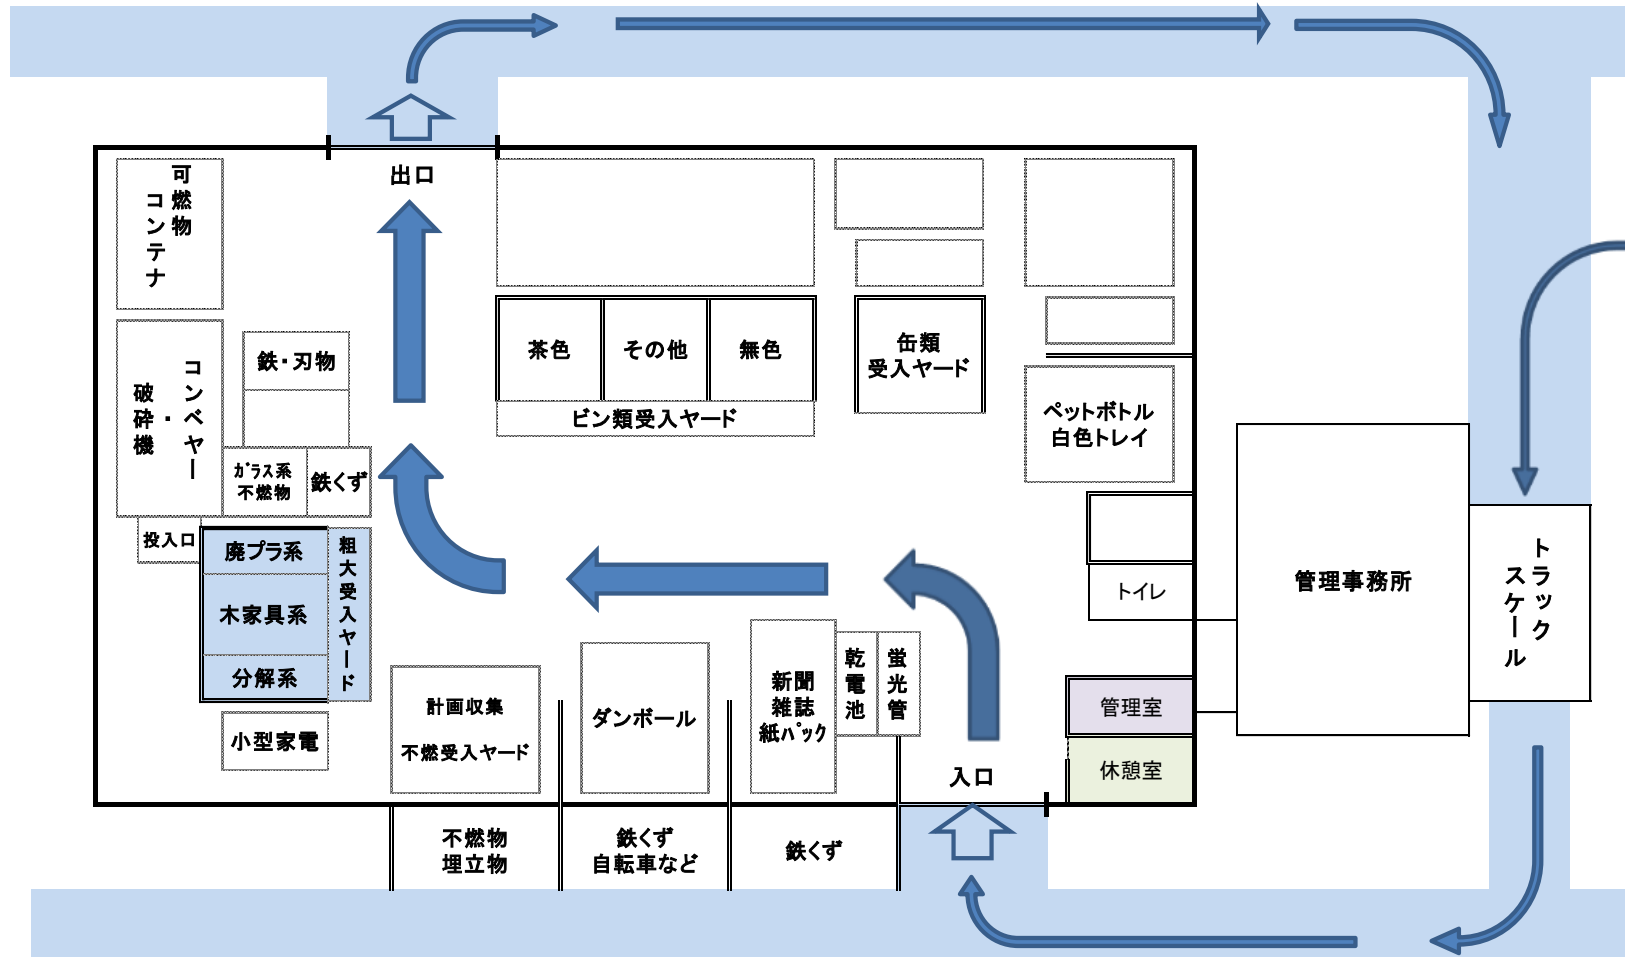 出口
可燃物
コンテナ
コンベヤー
・
破砕機
鉄・刃物
ガラス系
不燃物
鉄くず
投入口
廃プラ系
木家具系
分解系
粗大受入ヤード
小型家電
茶色
その他
無色
ビン類受入ヤード
缶類
受入ヤード
ペットボトル
白色トレイ
トイレ
管理室
休憩室
管理事務所
トラック
スケール
計画収集
不燃受入ヤード
ダンボール
新聞
雑誌
紙パック
乾電池
蛍光管
入口
不燃物
埋立物
鉄くず
自転車など
鉄くず